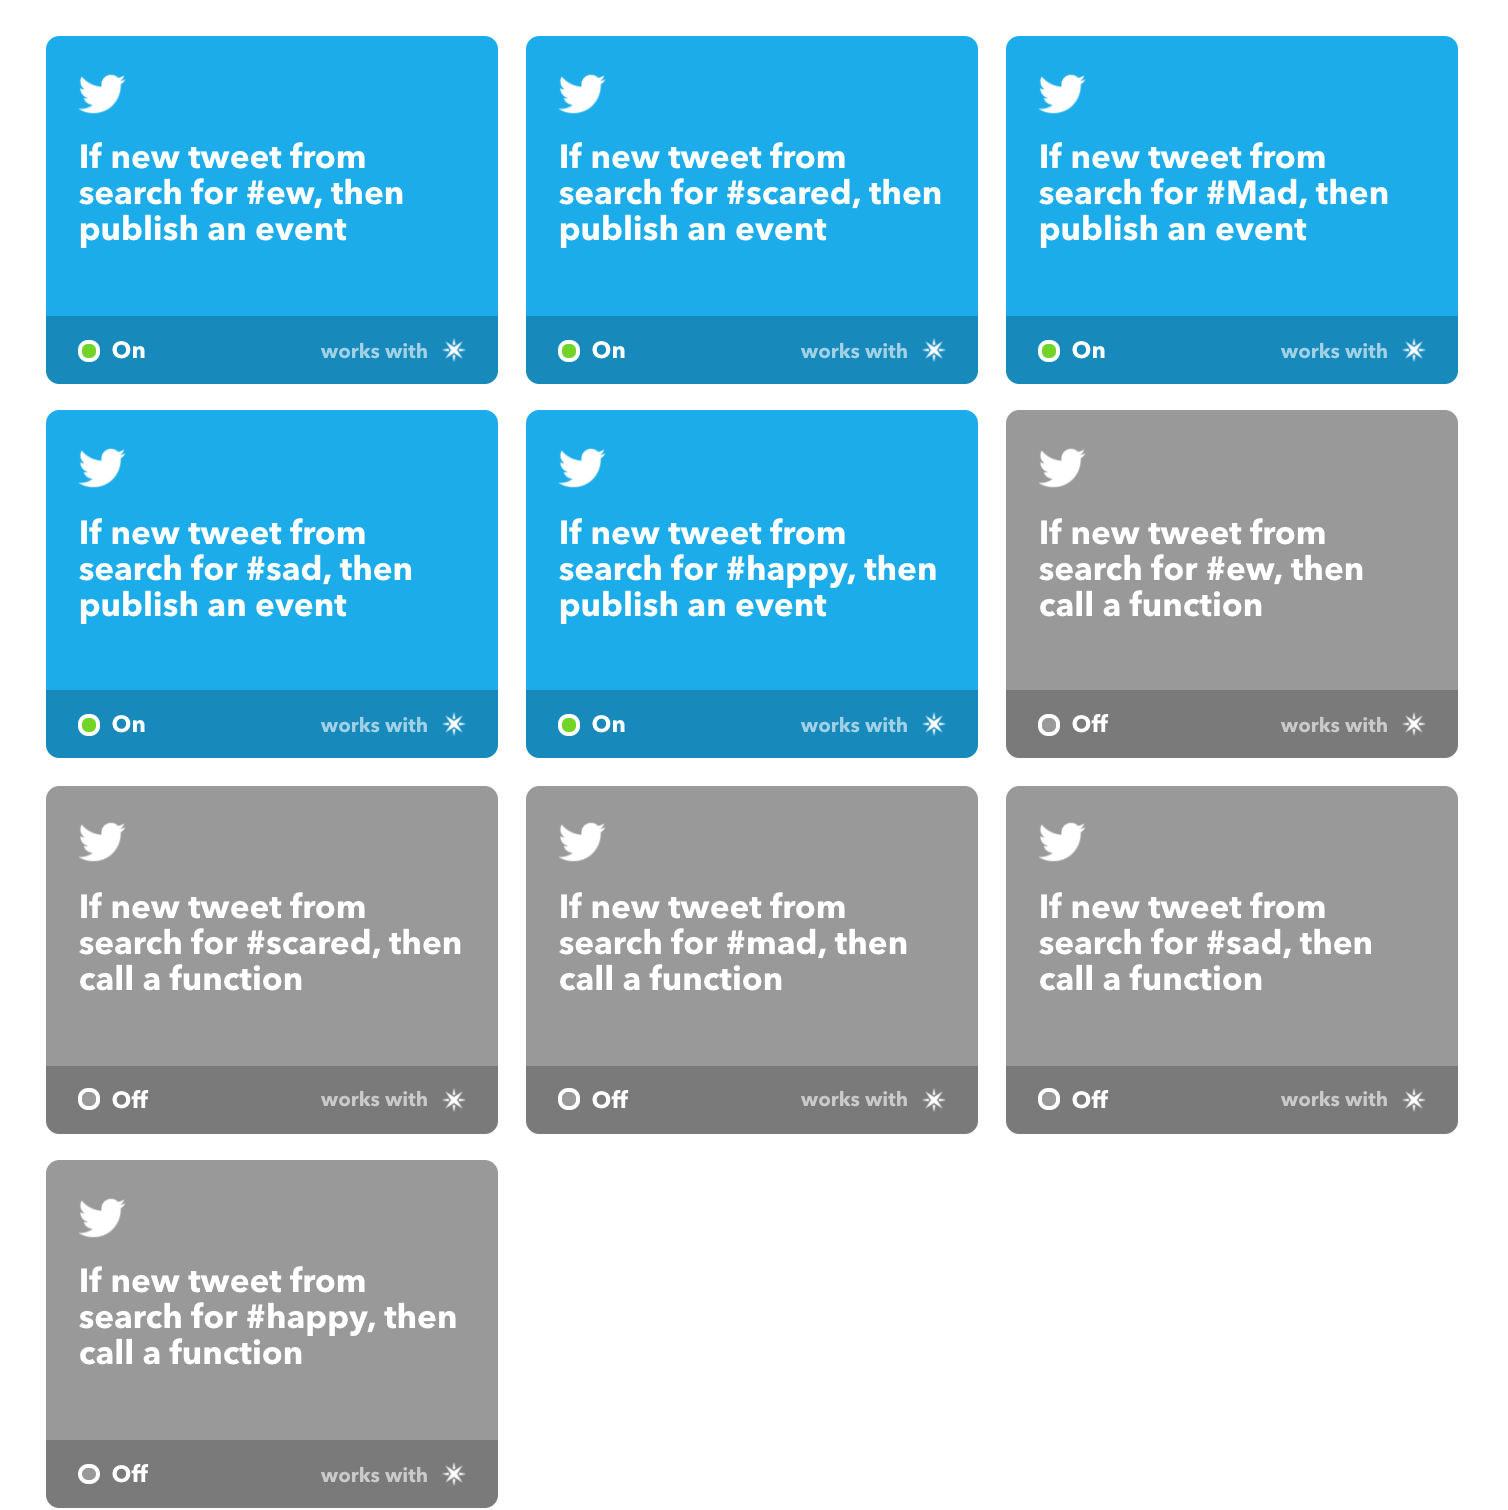 If new tweet from
search for #ew, then
publish an event
On
works with
If new tweet from
search for #scared, then
publish an event
On
works with
If new tweet from
search for #Mad, then
publish an event
On
works with
If new tweet from
search for #sad, then
publish an event
On
works with
If new tweet from
search for #happy, then
publish an event
On
works with
If new tweet from
search for #ew, then
call a function
Off
works with
If new tweet from
search for #scared, then
call a function
Off
works with
If new tweet from
search for #mad, then
call a function
Off
works with
If new tweet from
search for #sad, then
call a function
Off
works with
If new tweet from
search for #happy, then
call a function
Off
works with